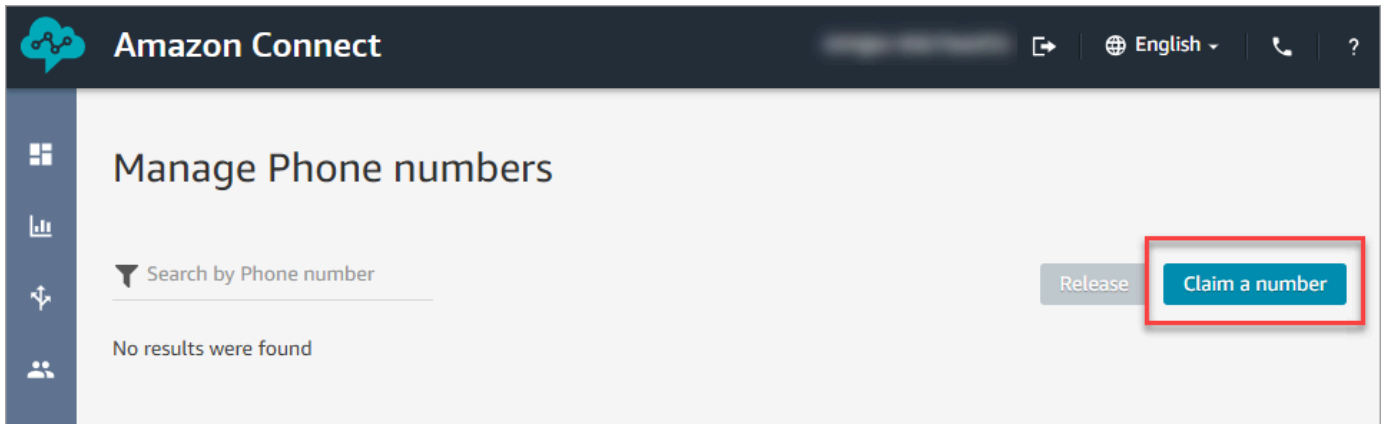 Amazon Connect
English
?
Manage Phone numbers
Search by Phone number
Release
Claim a number
No results were found